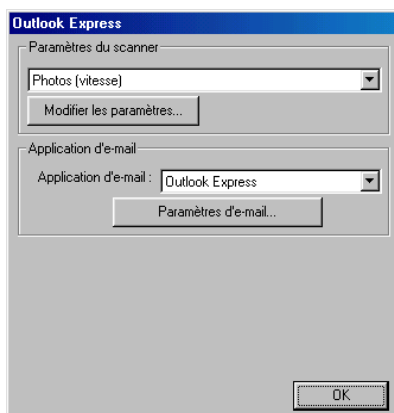 Outlook Express
Paramètres du scanner
Photos (vitesse)
Modifier les paramètres...
Application d'e-mail
Application d'e-mail : Outlook Express
Paramètres d'e-mail...
OK